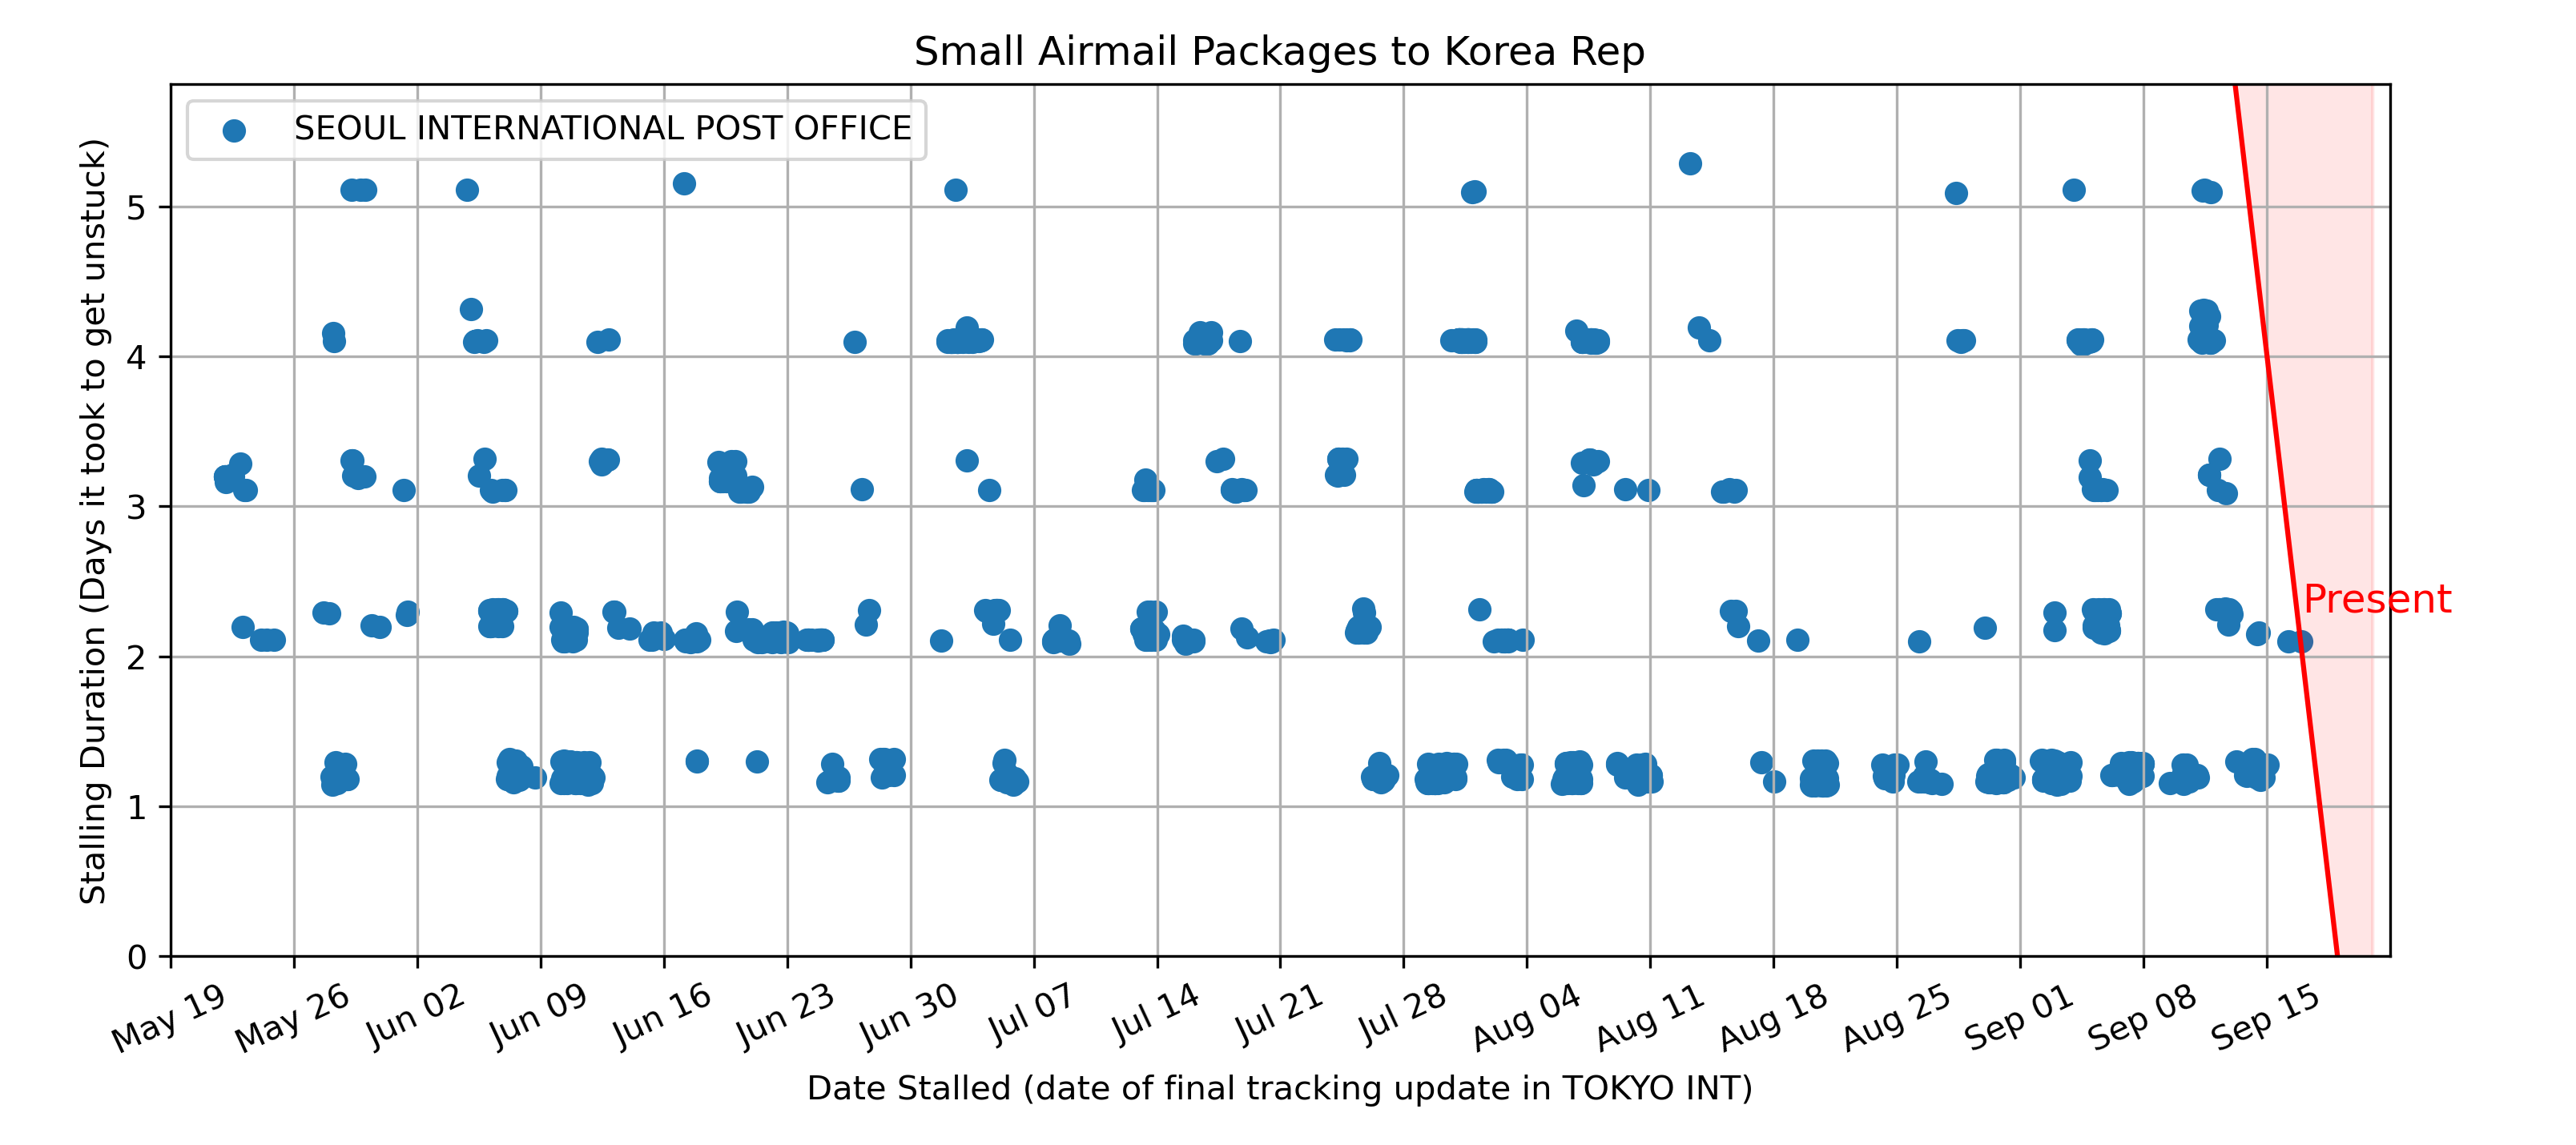 Small Airmail Packages to Korea Rep
SEOUL INTERNATIONAL POST OFFICE
Stalling Duration (Days it took to get unstuck)
5
4
3
2
1
0
Present
May 19
May 26
Jun 02
Jun 09
Jun 16
Jun 23
Jun 30
Jul 07
Jul 14
Jul 21
Jul 28
Aug 04
Aug 11
Aug 18
Aug 25
Sep 01
Sep 08
Sep 15
Date Stalled (date of final tracking update in TOKYO INT)